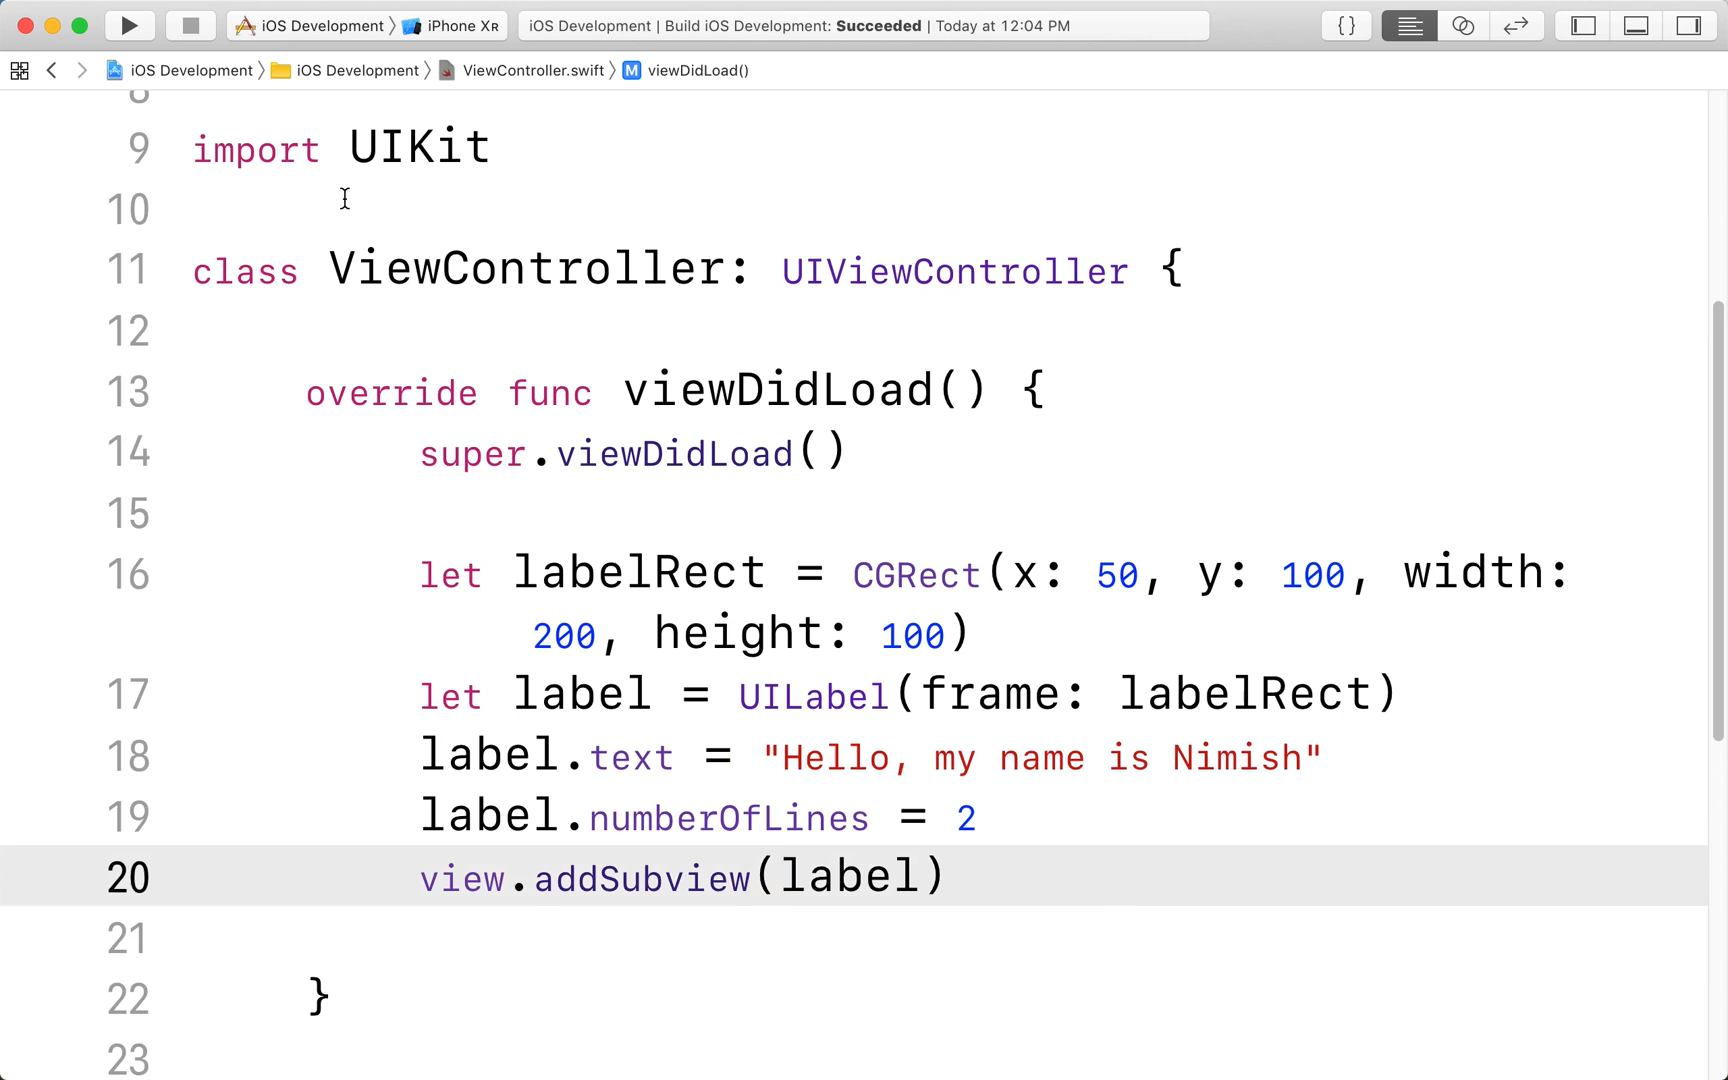 iOS Development 〉 iPhone XR
iOS Development | Build iOS Development: Succeeded | Today at 12:04 PM
{ }
iOS Development 〉 iOS Development 〉 ViewController.swift 〉 M viewDidLoad()
8
9 import UIKit
10
11 class ViewController: UIViewController {
12
13 override func viewDidLoad() {
14 super.viewDidLoad()
15
16 let labelRect = CGRect(x: 50, y: 100, width:
200, height: 100)
17 let label = UILabel(frame: labelRect)
18 label.text = "Hello, my name is Nimish"
19 label.numberOfLines = 2
20 view.addSubview(label)
21
22 }
23